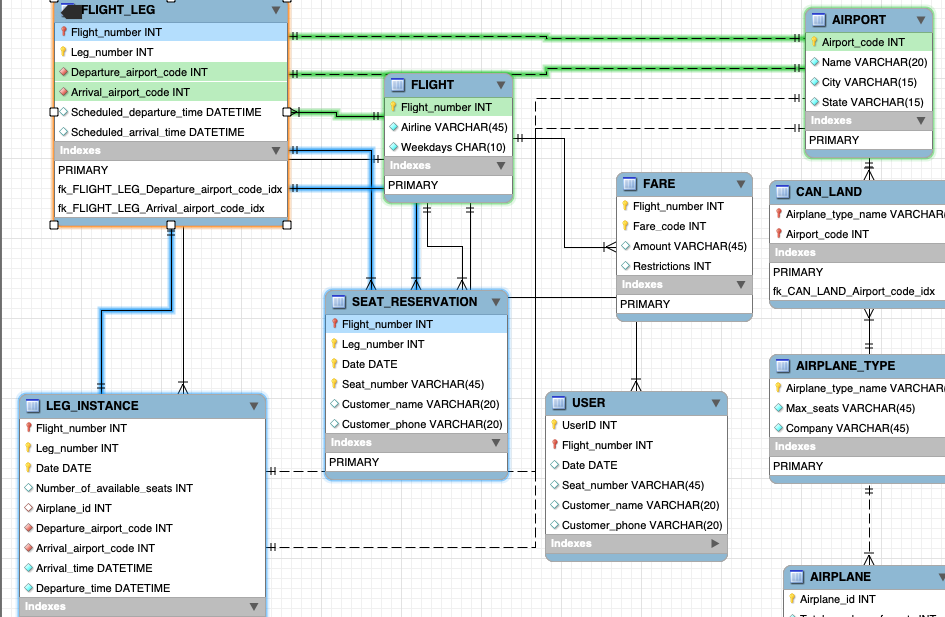 FLIGHT_LEG
Flight_number INT
Leg_number INT
Departure_airport_code INT
Arrival_airport_code INT
Scheduled_departure_time DATETIME
Scheduled_arrival_time DATETIME
Indexes
PRIMARY
fk_FLIGHT_LEG_Departure_airport_code_idx
fk_FLIGHT_LEG_Arrival_airport_code_idx
FLIGHT
Flight_number INT
Airline VARCHAR(45)
Weekdays CHAR(10)
Indexes
PRIMARY
AIRPORT
Airport_code INT
Name VARCHAR(20)
City VARCHAR(15)
State VARCHAR(15)
Indexes
PRIMARY
FARE
Flight_number INT
Fare_code INT
Amount VARCHAR(45)
Restrictions INT
Indexes
PRIMARY
CAN_LAND
Airplane_type_name VARCHAR
Airport_code INT
Indexes
PRIMARY
fk_CAN_LAND_Airport_code_idx
SEAT_RESERVATION
Flight_number INT
Leg_number INT
Date DATE
Seat_number VARCHAR(45)
Customer_name VARCHAR(20)
Customer_phone VARCHAR(20)
Indexes
PRIMARY
AIRPLANE_TYPE
Airplane_type_name VARCHAR
Max_seats VARCHAR(45)
Company VARCHAR(45)
Indexes
PRIMARY
LEG_INSTANCE
Flight_number INT
Leg_number INT
Date DATE
Number_of_available_seats INT
Airplane_id INT
Departure_airport_code INT
Arrival_airport_code INT
Arrival_time DATETIME
Departure_time DATETIME
Indexes
USER
UserID INT
Flight_number INT
Date DATE
Seat_number VARCHAR(45)
Customer_name VARCHAR(20)
Customer_phone VARCHAR(20)
Indexes
AIRPLANE
Airplane_id INT